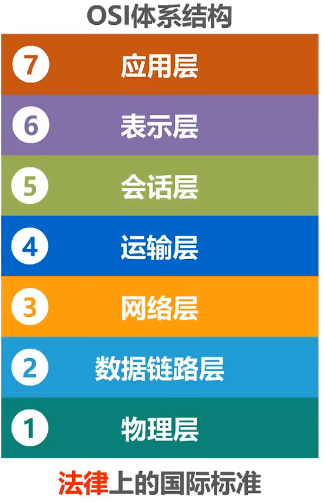 OSI体系结构
7 应用层
6 表示层
5 会话层
4 运输层
3 网络层
2 数据链路层
1 物理层
法律上的国际标准